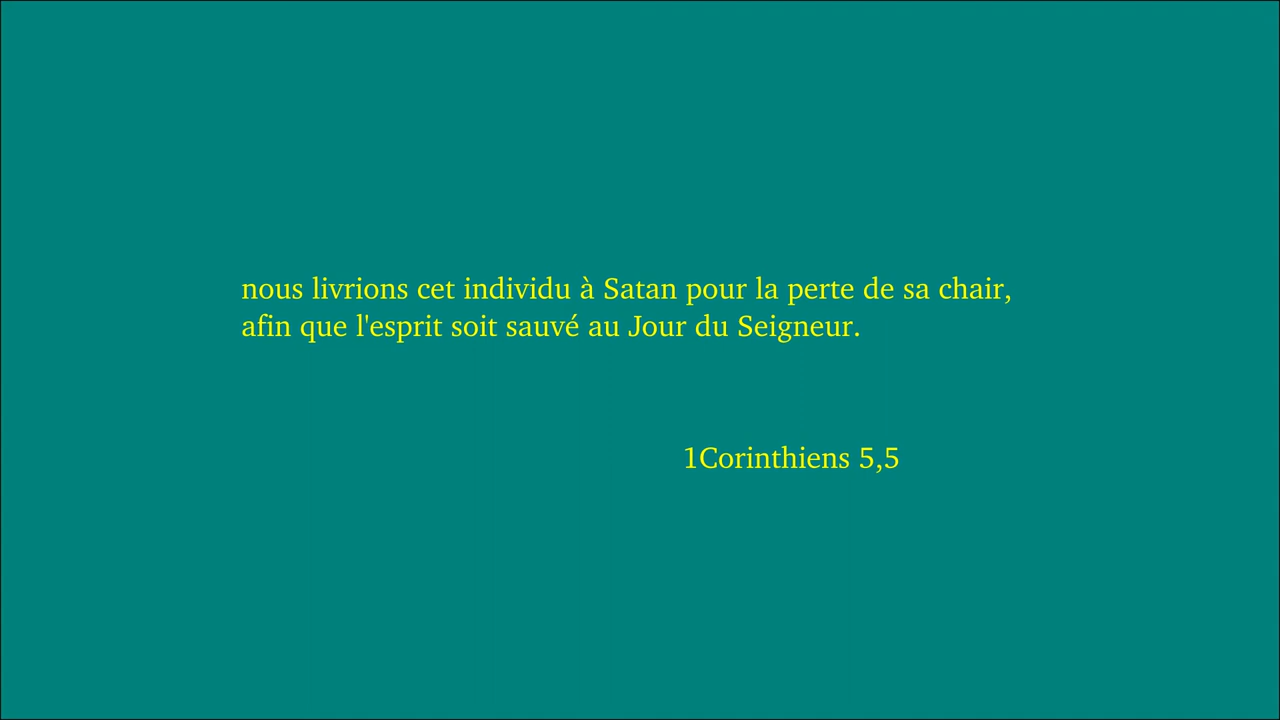 nous livrions cet individu à Satan pour la perte de sa chair,
afin que l'esprit soit sauvé au Jour du Seigneur.
1Corinthiens 5,5